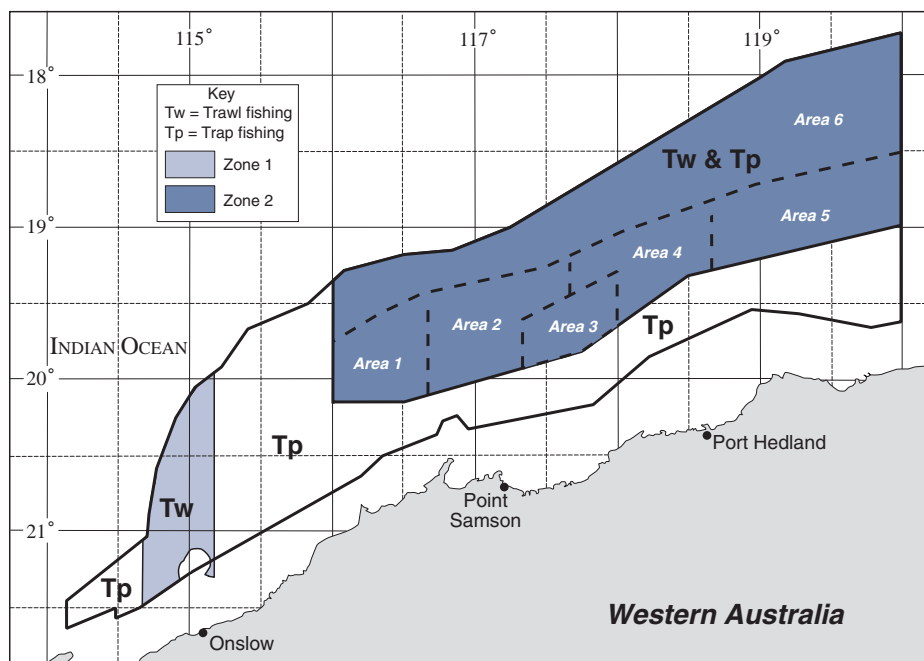 115°
117°
119°
18°
19°
20°
21°
Key
Tw = Trawl fishing
Tp = Trap fishing
Zone 1
Zone 2
Area 6
Tw & Tp
Area 5
Area 4
Area 2
Area 3
Area 1
Tp
INDIAN OCEAN
Tp
Tw
Tp
Port Hedland
Point
Samson
Onslow
Western Australia